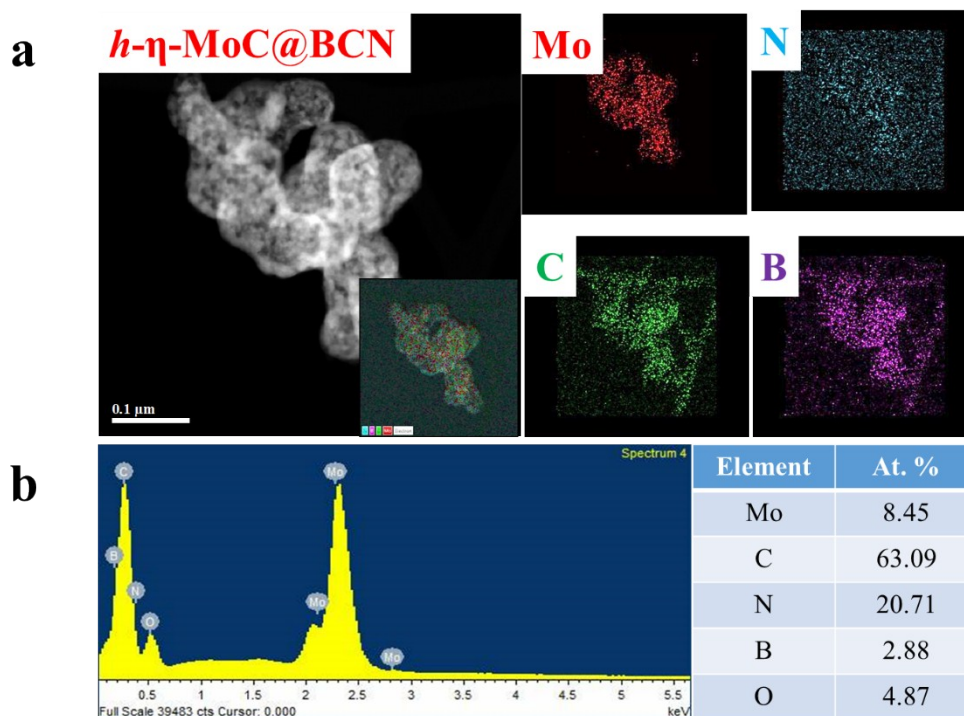 a
h-η-MoC@BCN
Mo
N
0.1 µm
C
B
b
Spectrum 4
C
Mo
B
N
O
Mo
Mo
0.5 1 1.5 2 2.5 3 3.5 4 4.5 5 5.5
Full Scale 39483 cts Cursor: 0.000 keV
Element At. %
Mo 8.45
C 63.09
N 20.71
B 2.88
O 4.87